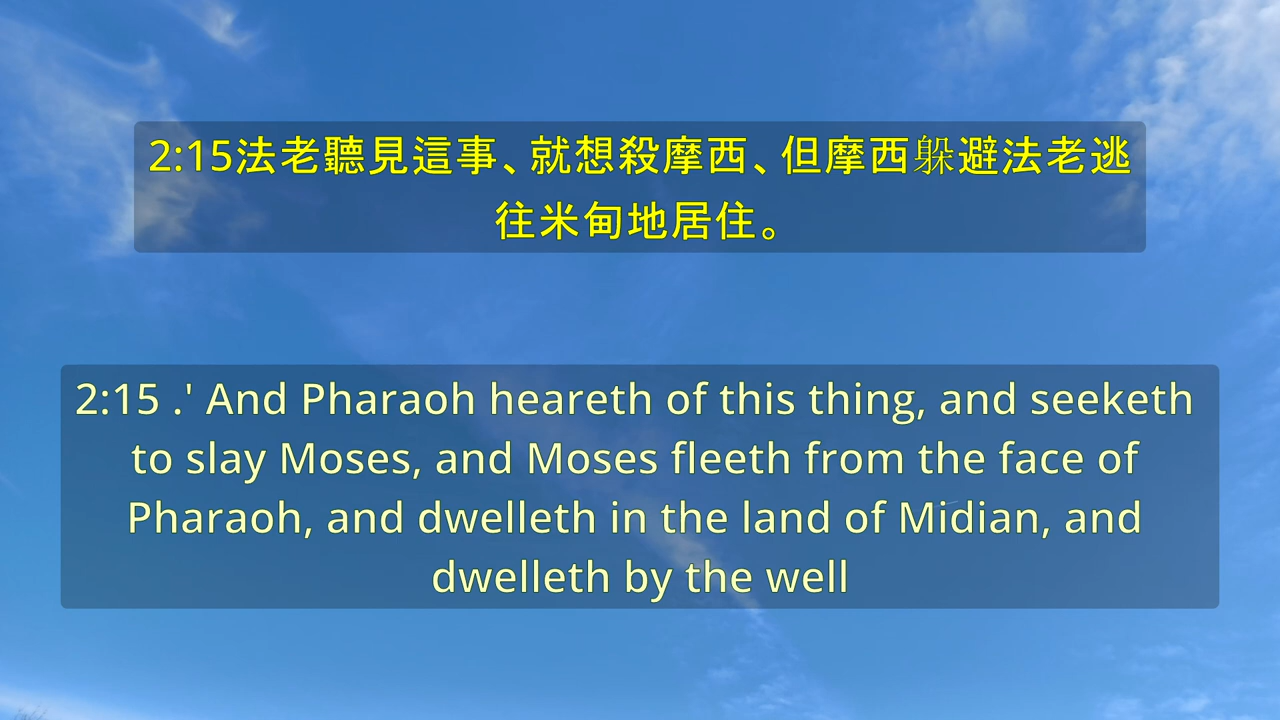 2:15法老聽見這事、就想殺摩西、但摩西躲避法老逃
往米甸地居住。
2:15 .' And Pharaoh heareth of this thing, and seeketh
to slay Moses, and Moses fleeth from the face of
Pharaoh, and dwelleth in the land of Midian, and
dwelleth by the well